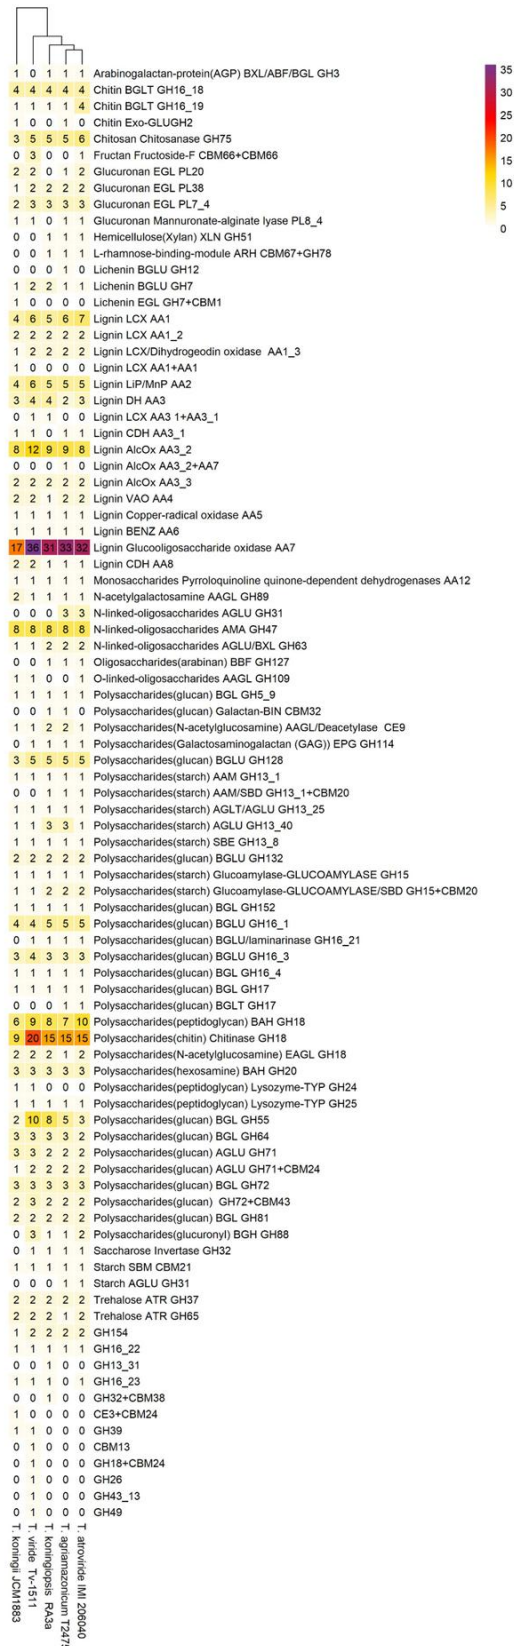 1 0 1 1 1 Arabinogalactan-protein(AGP) BXL/ABF/BGL GH3
4 4 4 4 4 Chitin BGLT GH16_18
1 1 1 1 4 Chitin BGLT GH16_19
1 0 0 1 0 Chitin Exo-GLUGH2
3 5 5 5 6 Chitosan Chitosanase GH75
0 3 0 0 1 Fructan Fructoside-F CBM66+CBM66
2 2 0 1 2 Glucuronan EGL PL20
1 2 2 2 2 Glucuronan EGL PL38
2 3 3 3 3 Glucuronan EGL PL7_4
1 1 0 1 1 Glucuronan Mannuronate-alginate lyase PL8_4
0 0 1 1 1 Hemicellulose(Xylan) XLN GH51
0 0 1 1 1 L-rhamnose-binding-module ARH CBM67+GH78
0 0 0 1 0 Lichenin BGLU GH12
1 2 2 1 1 Lichenin BGLU GH7
1 0 0 0 0 Lichenin EGL GH7+CBM1
4 6 5 6 7 Lignin LCX AA1
2 2 2 2 2 Lignin LCX AA1_2
1 2 2 2 2 Lignin LCX/Dihydrogeodin oxidase AA1_3
1 0 0 0 0 Lignin LCX AA1+AA1
4 6 5 5 5 Lignin LiP/MnP AA2
3 4 4 2 3 Lignin DH AA3
0 1 1 0 0 Lignin LCX AA3 1+AA3_1
1 1 0 1 1 Lignin CDH AA3_1
8 12 9 9 8 Lignin AlcOx AA3_2
0 0 0 1 0 Lignin AlcOx AA3_2+AA7
2 2 2 2 2 Lignin AlcOx AA3_3
2 2 1 2 2 Lignin VAO AA4
1 1 1 1 1 Lignin Copper-radical oxidase AA5
1 1 1 1 1 Lignin BENZ AA6
17 36 31 33 32 Lignin Glucooligosaccharide oxidase AA7
2 2 1 1 1 Lignin CDH AA8
1 1 1 1 1 Monosaccharides Pyrroloquinoline quinone-dependent dehydrogenases AA12
2 1 1 1 1 N-acetylgalactosamine AAGL GH89
0 0 0 3 3 N-linked-oligosaccharides AGLU GH31
8 8 8 8 8 N-linked-oligosaccharides AMA GH47
1 1 2 2 2 N-linked-oligosaccharides AGLU/BXL GH63
0 0 1 1 1 Oligosaccharides(arabinan) BBF GH127
1 1 0 0 1 O-linked-oligosaccharides AAGL GH109
1 1 1 1 1 Polysaccharides(glucan) BGL GH5_9
0 0 1 1 0 Polysaccharides(glucan) Galactan-BIN CBM32
1 1 2 2 1 Polysaccharides(N-acetylglucosamine) AAGL/Deacetylase CE9
0 1 1 1 1 Polysaccharides(Galactosaminogalactan (GAG)) EPG GH114
3 5 5 5 5 Polysaccharides(glucan) BGLU GH128
1 1 1 1 1 Polysaccharides(starch) AAM GH13_1
0 0 1 1 1 Polysaccharides(starch) AAM/SBD GH13_1+CBM20
1 1 1 1 1 Polysaccharides(starch) AGLT/AGLU GH13_25
1 1 3 3 1 Polysaccharides(starch) AGLU GH13_40
1 1 1 1 1 Polysaccharides(starch) SBE GH13_8
2 2 2 2 2 Polysaccharides(glucan) BGLU GH132
1 1 1 1 1 Polysaccharides(starch) Glucoamylase-GLUCOAMYLASE GH15
1 1 2 2 2 Polysaccharides(starch) Glucoamylase-GLUCOAMYLASE/SBD GH15+CBM20
1 1 1 1 1 Polysaccharides(glucan) BGL GH152
4 4 5 5 5 Polysaccharides(glucan) BGLU GH16_1
0 1 1 1 1 Polysaccharides(glucan) BGLU/laminarinase GH16_21
3 4 3 3 3 Polysaccharides(glucan) BGLU GH16_3
1 1 1 1 1 Polysaccharides(glucan) BGL GH16_4
1 1 1 1 1 Polysaccharides(glucan) BGL GH17
0 0 0 1 1 Polysaccharides(glucan) BGLT GH17
6 9 8 7 10 Polysaccharides(peptidoglycan) BAH GH18
9 20 15 15 15 Polysaccharides(chitin) Chitinase GH18
2 2 2 1 2 Polysaccharides(N-acetylglucosamine) EAGL GH18
3 3 3 3 3 Polysaccharides(hexosamine) BAH GH20
1 1 0 0 0 Polysaccharides(peptidoglycan) Lysozyme-TYP GH24
1 1 1 1 1 Polysaccharides(peptidoglycan) Lysozyme-TYP GH25
2 10 8 5 3 Polysaccharides(glucan) BGL GH55
3 3 3 3 2 Polysaccharides(glucan) BGL GH64
3 3 2 2 2 Polysaccharides(glucan) AGLU GH71
1 2 2 2 2 Polysaccharides(glucan) AGLU GH71+CBM24
3 3 3 3 3 Polysaccharides(glucan) BGL GH72
2 3 2 2 2 Polysaccharides(glucan) GH72+CBM43
2 2 2 2 2 Polysaccharides(glucan) BGL GH81
0 3 1 1 2 Polysaccharides(glucuronyl) BGH GH88
0 1 1 1 1 Saccharose Invertase GH32
1 1 1 1 1 Starch SBM CBM21
0 0 0 1 1 Starch AGLU GH31
2 2 2 2 2 Trehalose ATR GH37
2 2 2 1 2 Trehalose ATR GH65
1 2 2 2 2 GH154
1 1 1 1 1 GH16_22
0 0 1 0 0 GH13_31
1 1 1 0 1 GH16_23
0 0 1 0 0 GH32+CBM38
1 0 0 0 0 CE3+CBM24
1 1 0 0 0 GH39
0 1 0 0 0 CBM13
0 1 0 0 0 GH18+CBM24
0 1 0 0 0 GH26
0 1 0 0 0 GH43_13
0 1 0 0 0 GH49
T. koningii JCM1883
T. viride Tv-1511
T. koningiopsis RA3a
T. agriamazonicum T2475
T. atroviride IMI 206040
35
30
25
20
15
10
5
0